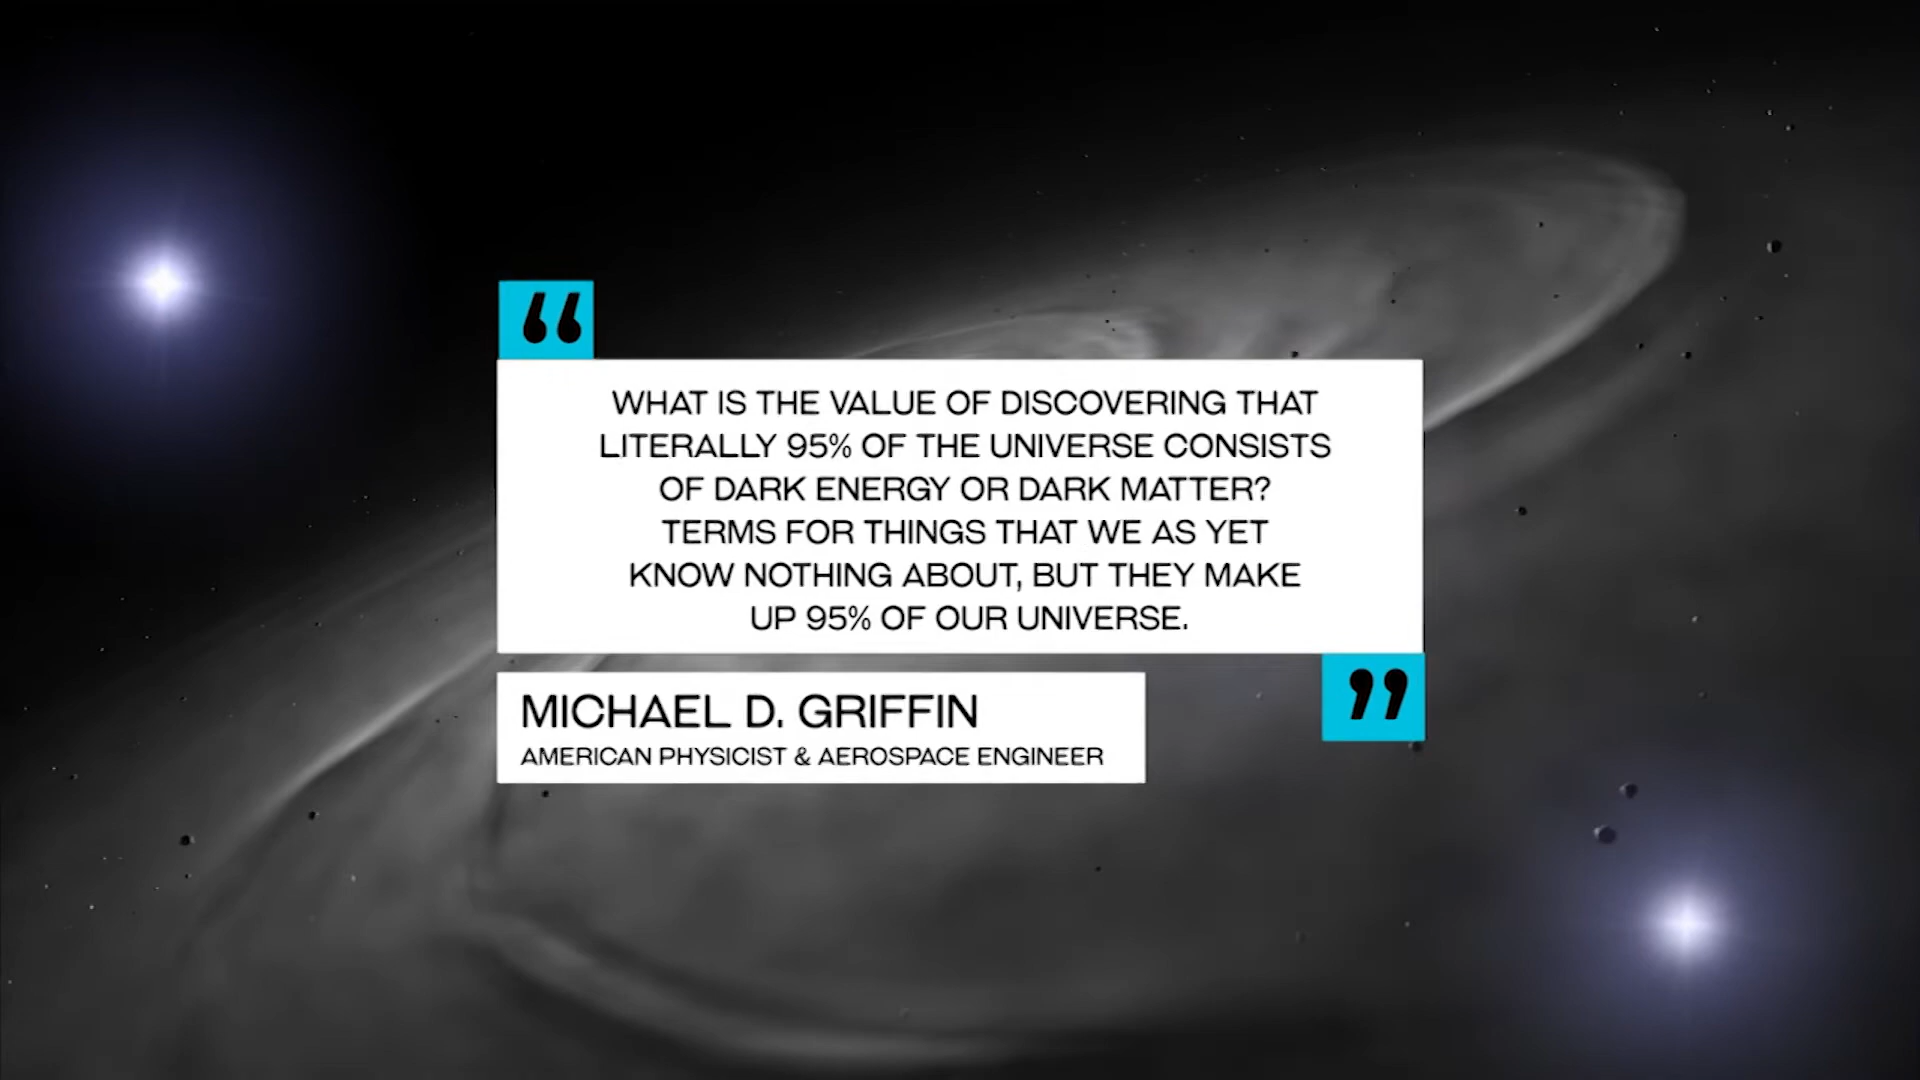 “
WHAT IS THE VALUE OF DISCOVERING THAT
LITERALLY 95% OF THE UNIVERSE CONSISTS
OF DARK ENERGY OR DARK MATTER?
TERMS FOR THINGS THAT WE AS YET
KNOW NOTHING ABOUT, BUT THEY MAKE
UP 95% OF OUR UNIVERSE.
”
MICHAEL D. GRIFFIN
AMERICAN PHYSICIST & AEROSPACE ENGINEER